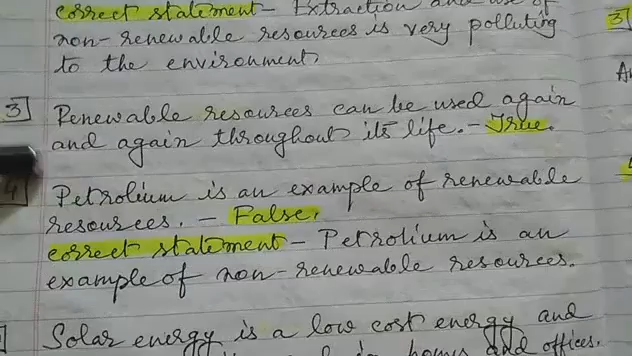 correct statement - Extraction and use of
non-renewable resources is very polluting
to the environment.
3] Renewable resources can be used again
and again throughout its life. - True.
4] Petrolium is an example of renewable
resources. - False.
correct statement - Petrolium is an
example of non-renewable resources.
Solar energy is a low cost energy and
homes and offices.
3]